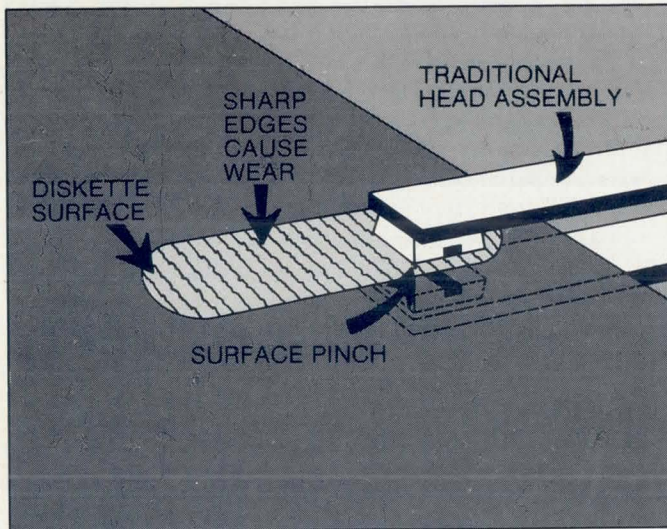 TRADITIONAL
HEAD ASSEMBLY
SHARP
EDGES
CAUSE
WEAR
DISKETTE
SURFACE
SURFACE PINCH